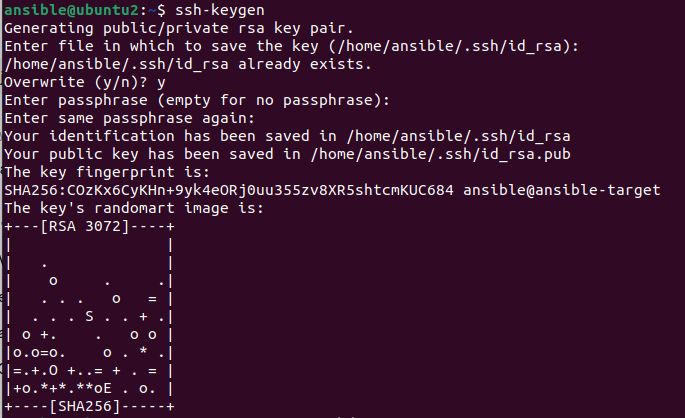 ansible@ubuntu2:~$ ssh-keygen
Generating public/private rsa key pair.
Enter file in which to save the key (/home/ansible/.ssh/id_rsa):
/home/ansible/.ssh/id_rsa already exists.
Overwrite (y/n)? y
Enter passphrase (empty for no passphrase):
Enter same passphrase again:
Your identification has been saved in /home/ansible/.ssh/id_rsa
Your public key has been saved in /home/ansible/.ssh/id_rsa.pub
The key fingerprint is:
SHA256:COzKx6CyKHn+9yk4eORj0uu355zv8XR5shtcmKUC684 ansible@ansible-target
The key's randomart image is:
+---[RSA 3072]----+
|                 |
|   .             |
|    o     .     .|
|   . . .   o   = |
|  . . . S . . + .|
| o +.    .   o o |
|o.o=o.    o . * .|
|=.+.O +..= + . = |
|+o.*+*.**oE . o. |
+----[SHA256]-----+